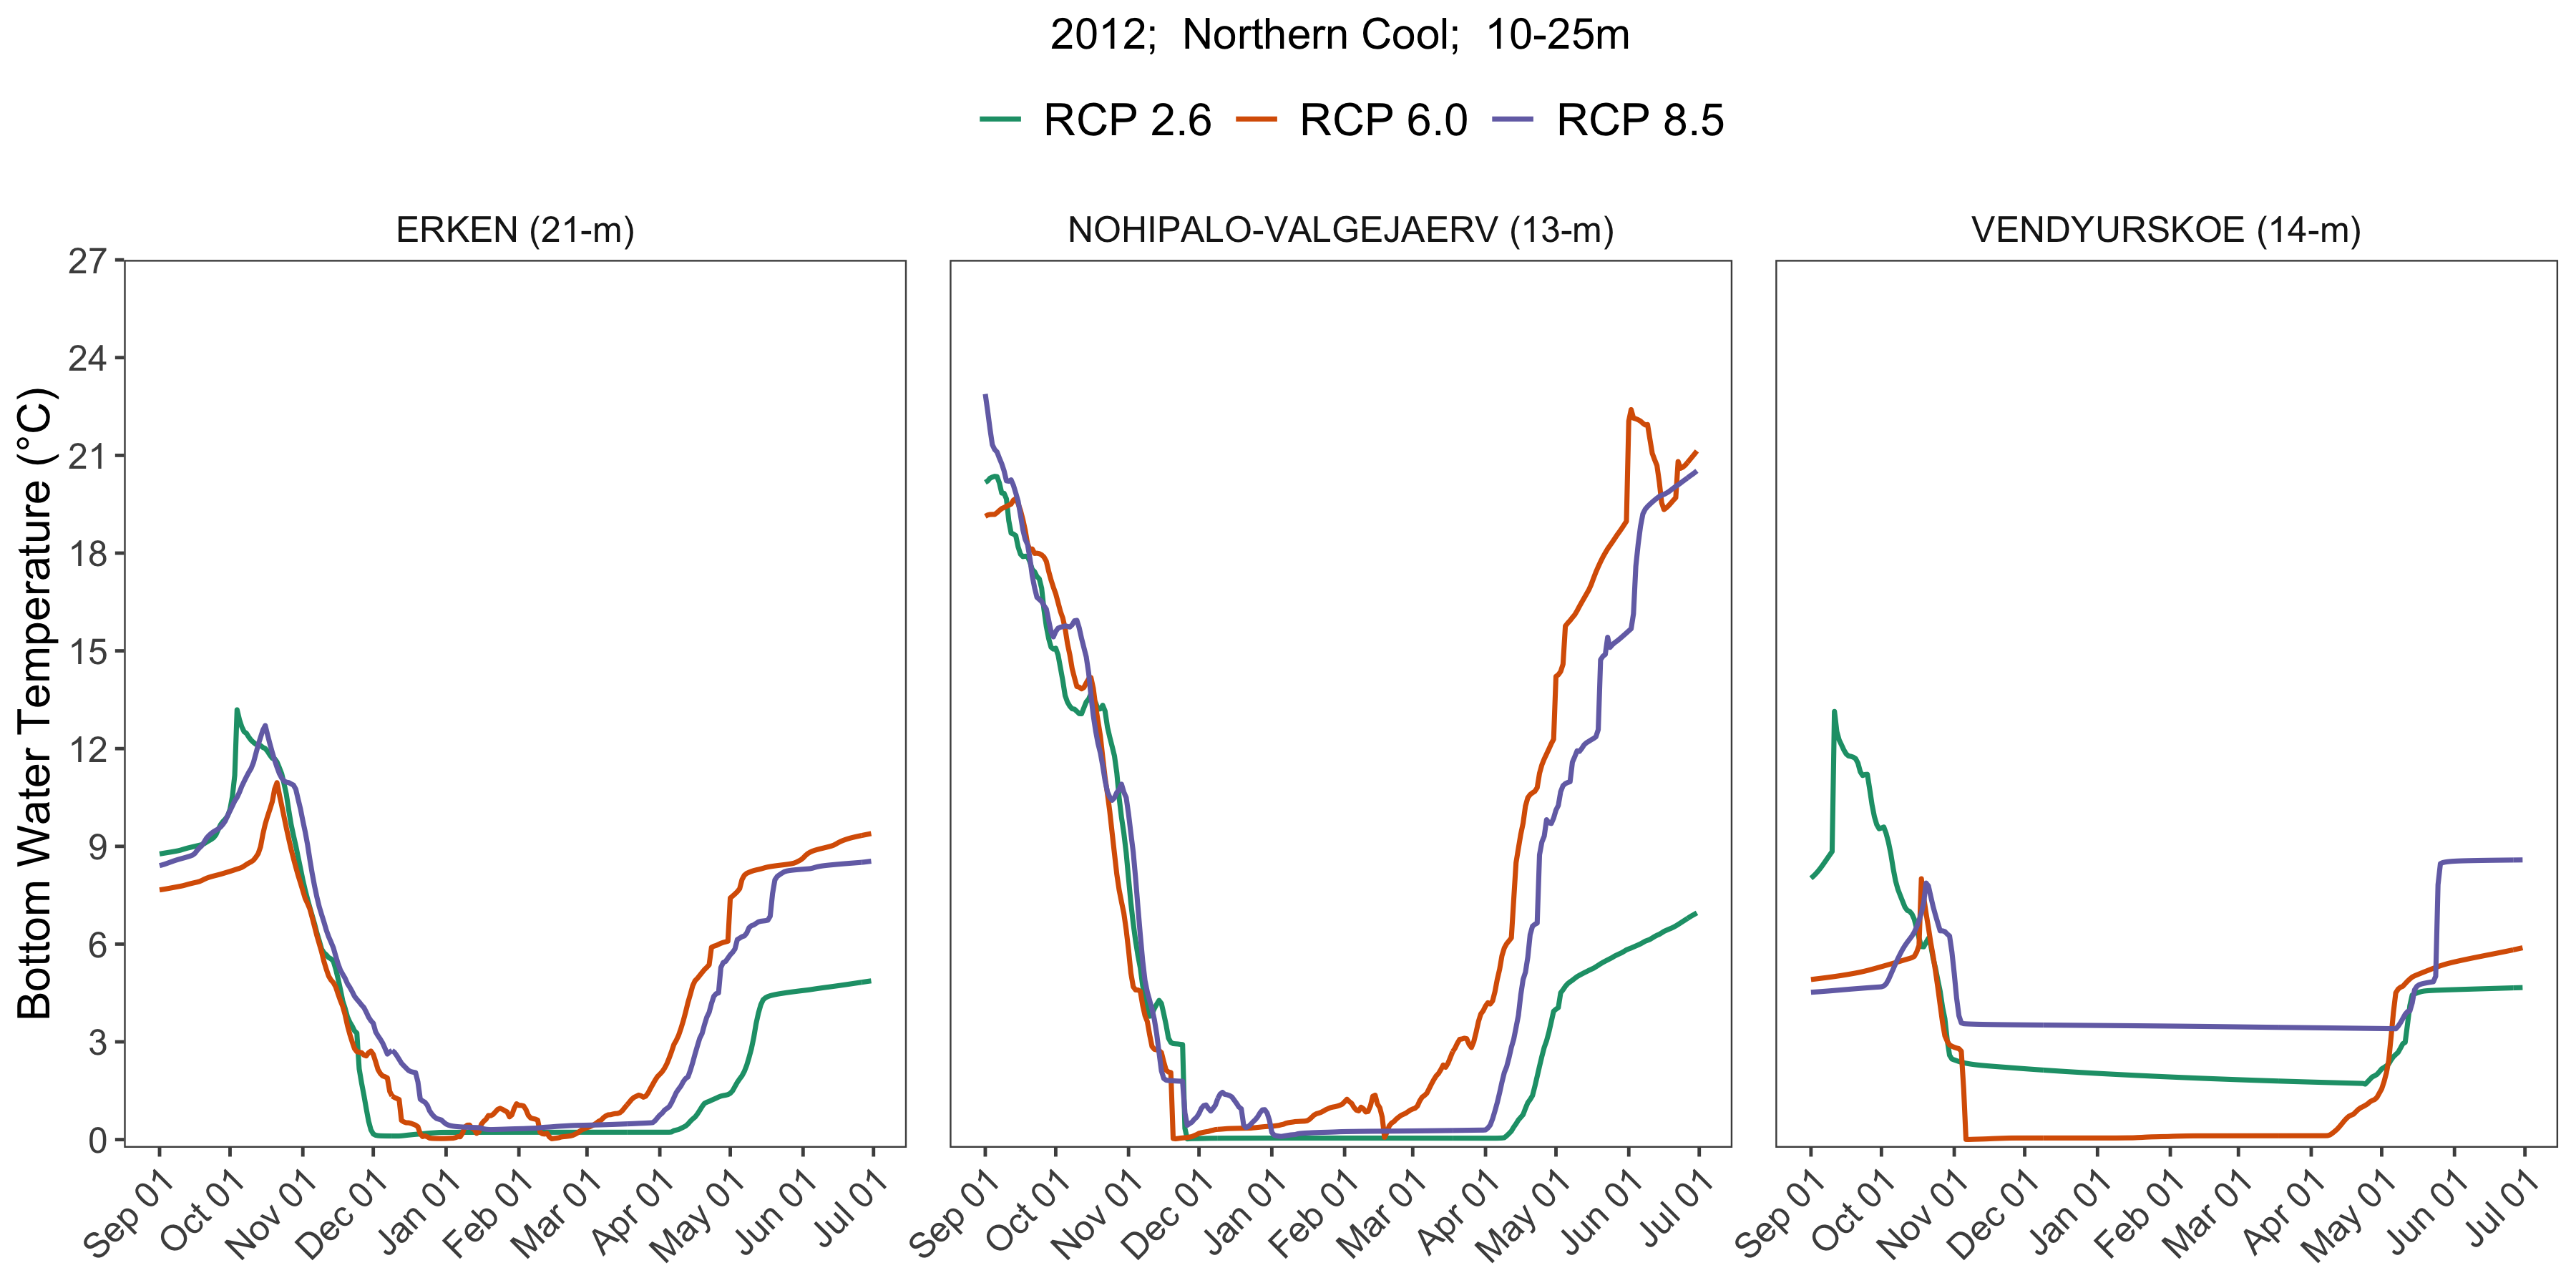 2012;  Northern Cool;  10-25m
RCP 2.6 RCP 6.0 RCP 8.5
ERKEN (21-m) NOHIPALO-VALGEJAERV (13-m) VENDYURSKOE (14-m)
Bottom Water Temperature (°C)
27
24
21
18
15
12
9
6
3
0
Sep 01 Oct 01 Nov 01 Dec 01 Jan 01 Feb 01 Mar 01 Apr 01 May 01 Jun 01 Jul 01
Sep 01 Oct 01 Nov 01 Dec 01 Jan 01 Feb 01 Mar 01 Apr 01 May 01 Jun 01 Jul 01
Sep 01 Oct 01 Nov 01 Dec 01 Jan 01 Feb 01 Mar 01 Apr 01 May 01 Jun 01 Jul 01